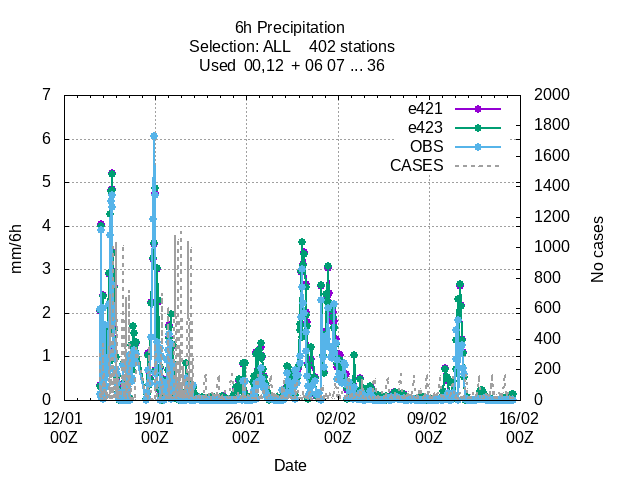 6h Precipitation
Selection: ALL 402 stations
Used 00,12 + 06 07 ... 36
mm/6h
No cases
7
6
5
4
3
2
1
0
2000
1800
1600
1400
1200
1000
800
600
400
200
0
e421
e423
OBS
CASES
12/01 19/01 26/01 02/02 09/02 16/02
00Z 00Z 00Z 00Z 00Z 00Z
Date